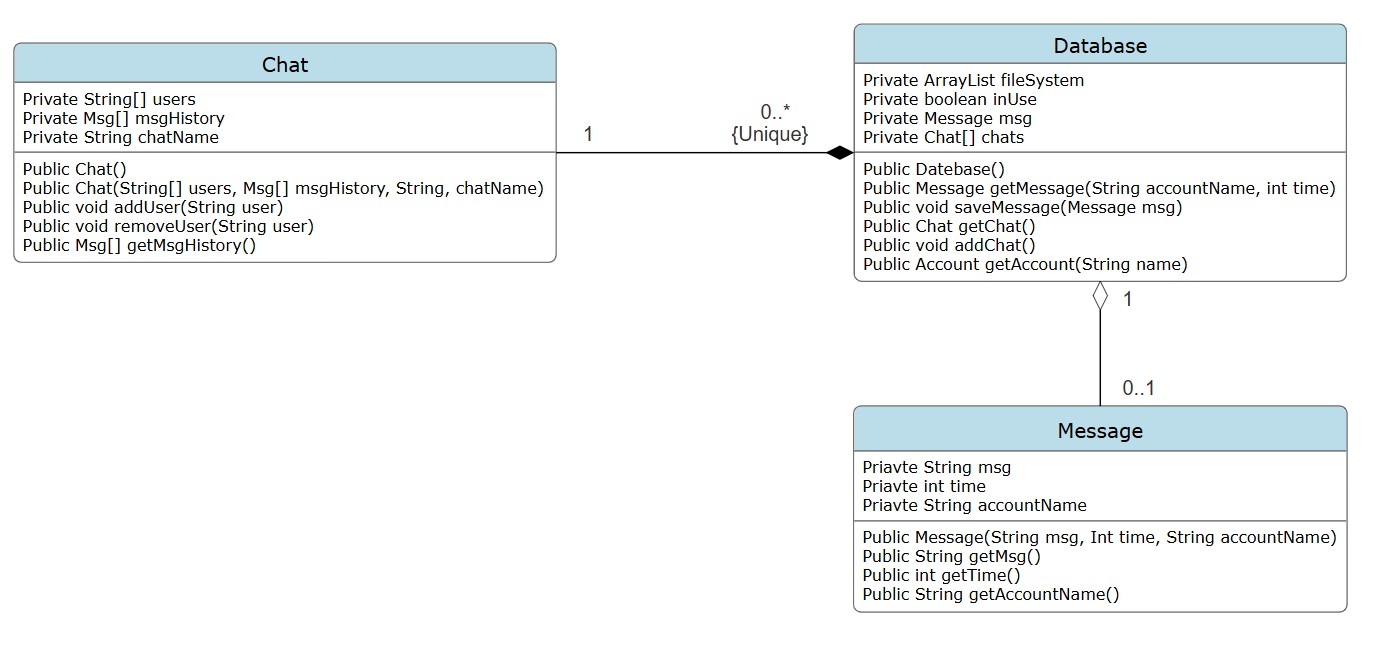 Chat
Private String[] users
Private Msg[] msgHistory
Private String chatName
Public Chat()
Public Chat(String[] users, Msg[] msgHistory, String, chatName)
Public void addUser(String user)
Public void removeUser(String user)
Public Msg[] getMsgHistory()
1
0..*
{Unique}
Database
Private ArrayList fileSystem
Private boolean inUse
Private Message msg
Private Chat[] chats
Public Datebase()
Public Message getMessage(String accountName, int time)
Public void saveMessage(Message msg)
Public Chat getChat()
Public void addChat()
Public Account getAccount(String name)
1
0..1
Message
Priavte String msg
Priavte int time
Priavte String accountName
Public Message(String msg, Int time, String accountName)
Public String getMsg()
Public int getTime()
Public String getAccountName()